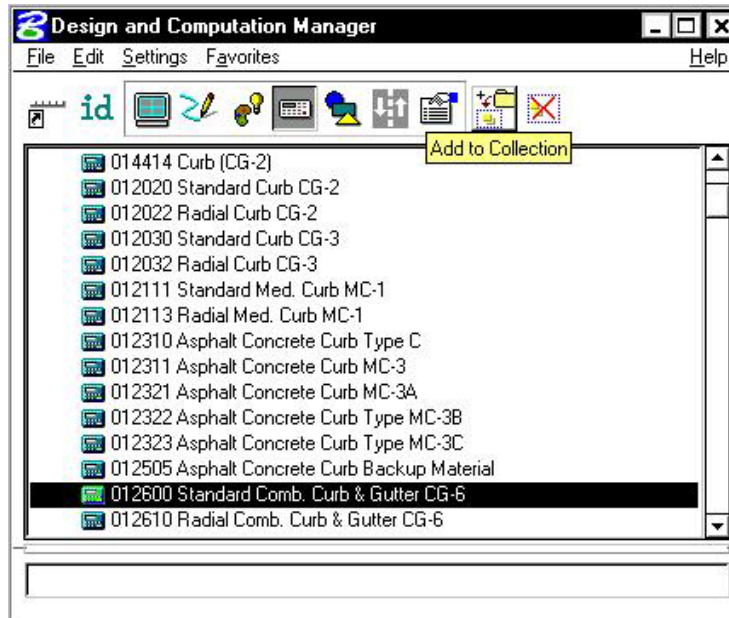 Design and Computation Manager
File Edit Settings Favorites Help
id
Add to Collection
014414 Curb (CG-2)
012020 Standard Curb CG-2
012022 Radial Curb CG-2
012030 Standard Curb CG-3
012032 Radial Curb CG-3
012111 Standard Med. Curb MC-1
012113 Radial Med. Curb MC-1
012310 Asphalt Concrete Curb Type C
012311 Asphalt Concrete Curb MC-3
012321 Asphalt Concrete Curb MC-3A
012322 Asphalt Concrete Curb Type MC-3B
012323 Asphalt Concrete Curb Type MC-3C
012505 Asphalt Concrete Curb Backup Material
012600 Standard Comb. Curb & Gutter CG-6
012610 Radial Comb. Curb & Gutter CG-6